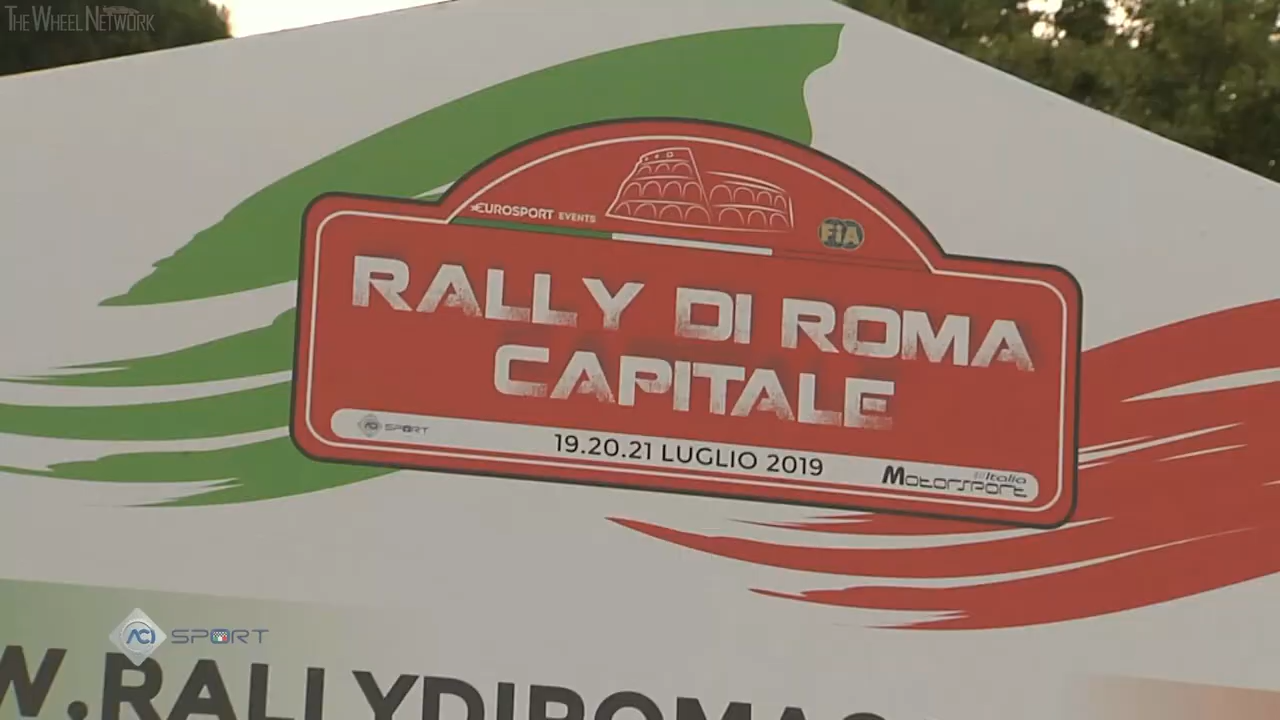 THE WHEEL NETWORK
EUROSPORT EVENTS
FIA
RALLY DI ROMA
CAPITALE
ACI SPORT
19.20.21 LUGLIO 2019
Italia
Motorsport
ACI SPORT
W.RALLYDIROMAC